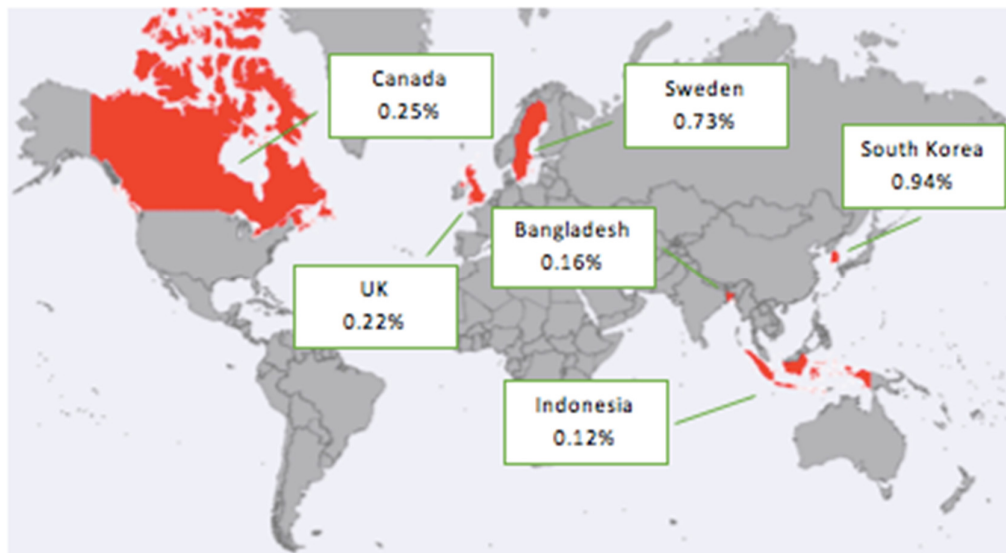 Canada
0.25%
Sweden
0.73%
South Korea
0.94%
Bangladesh
0.16%
UK
0.22%
Indonesia
0.12%